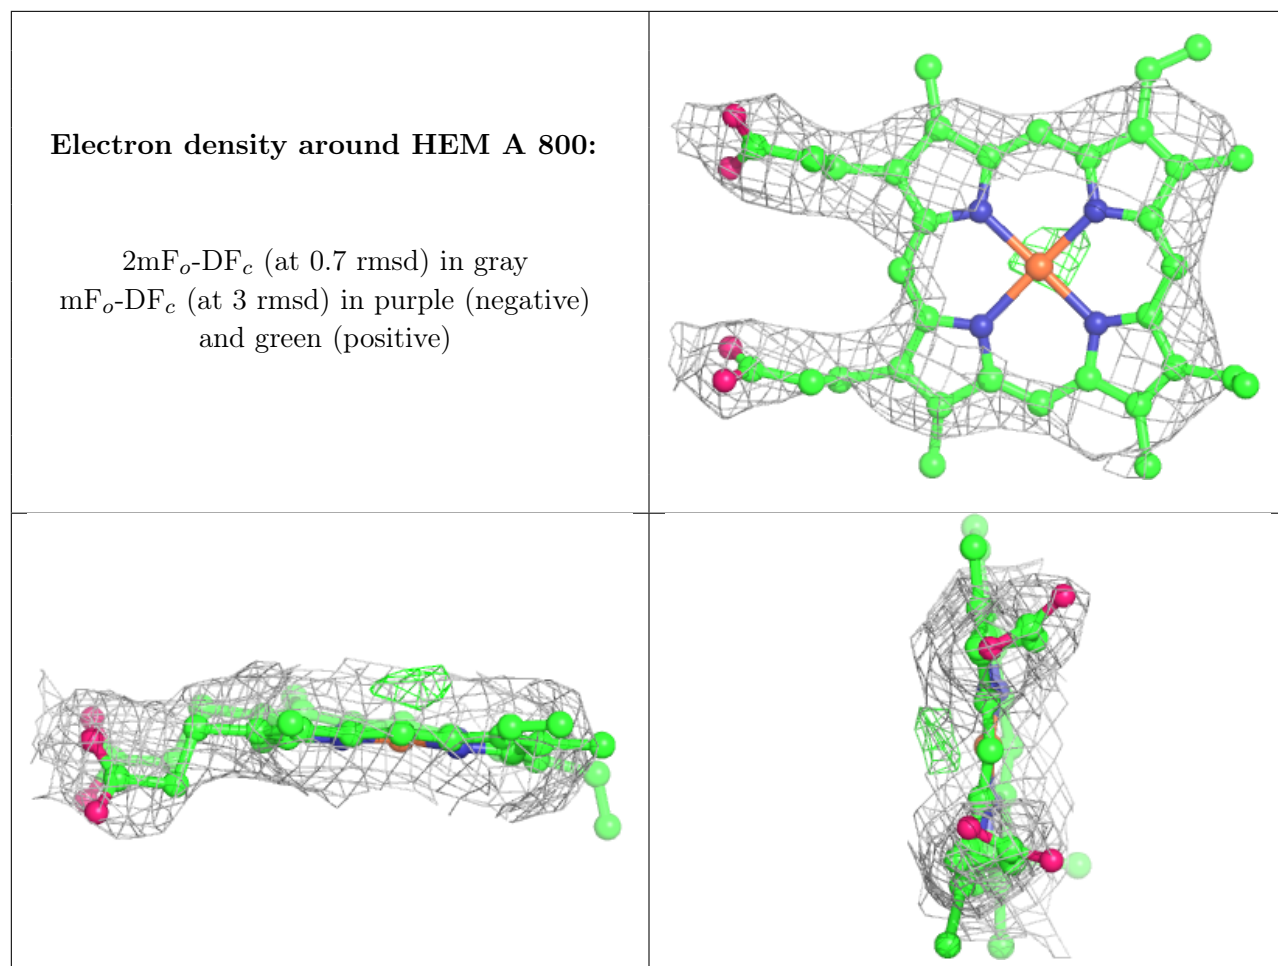 Electron density around HEM A 800:
2mFₒ-DF𝒸 (at 0.7 rmsd) in gray
mFₒ-DF𝒸 (at 3 rmsd) in purple (negative)
and green (positive)